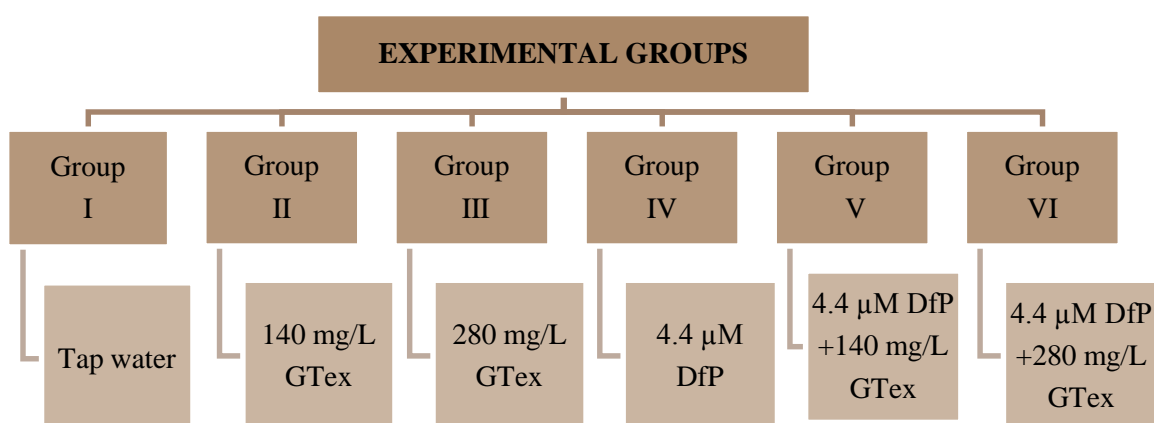 EXPERIMENTAL GROUPS
Group
I
Group
II
Group
III
Group
IV
Group
V
Group
VI
Tap water
140 mg/L
GTex
280 mg/L
GTex
4.4 µM
DfP
4.4 µM DfP
+140 mg/L
GTex
4.4 µM DfP
+280 mg/L
GTex